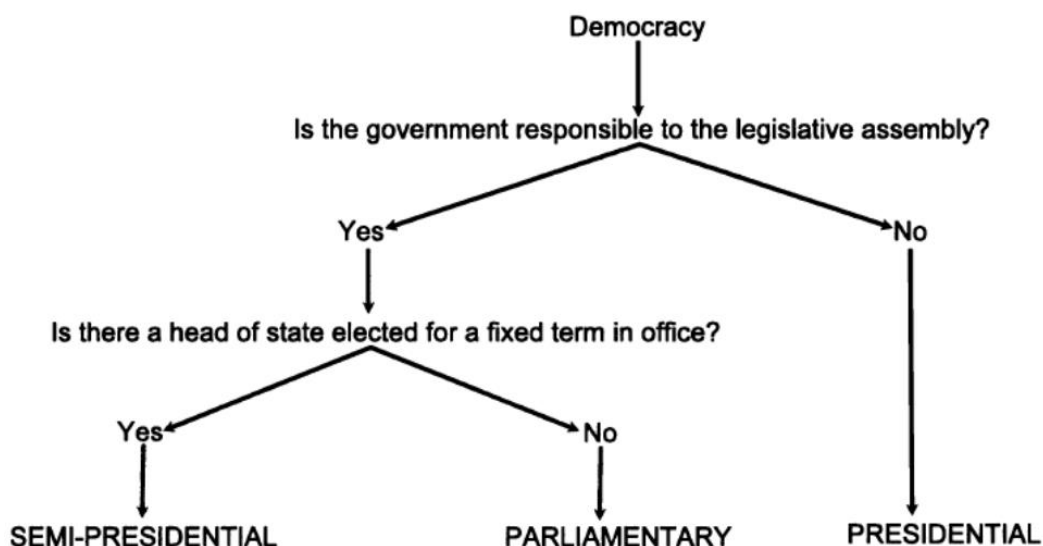 Democracy
Is the government responsible to the legislative assembly?
Yes
No
Is there a head of state elected for a fixed term in office?
Yes
No
SEMI-PRESIDENTIAL
PARLIAMENTARY
PRESIDENTIAL